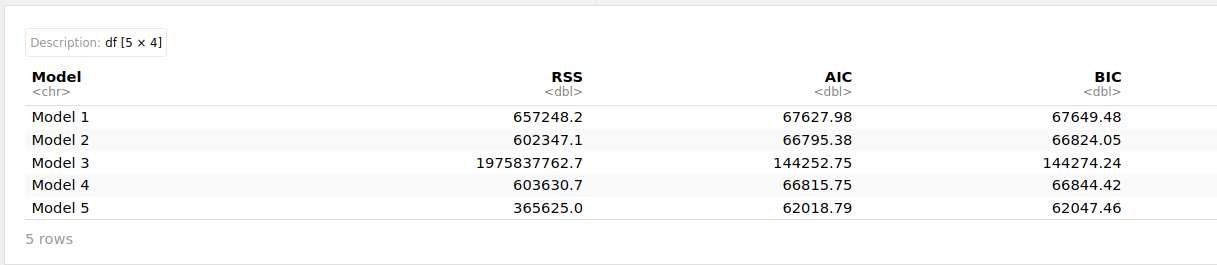 Description: df [5 × 4]
Model RSS AIC BIC
<chr> <dbl> <dbl> <dbl>
Model 1 657248.2 67627.98 67649.48
Model 2 602347.1 66795.38 66824.05
Model 3 1975837762.7 144252.75 144274.24
Model 4 603630.7 66815.75 66844.42
Model 5 365625.0 62018.79 62047.46
5 rows